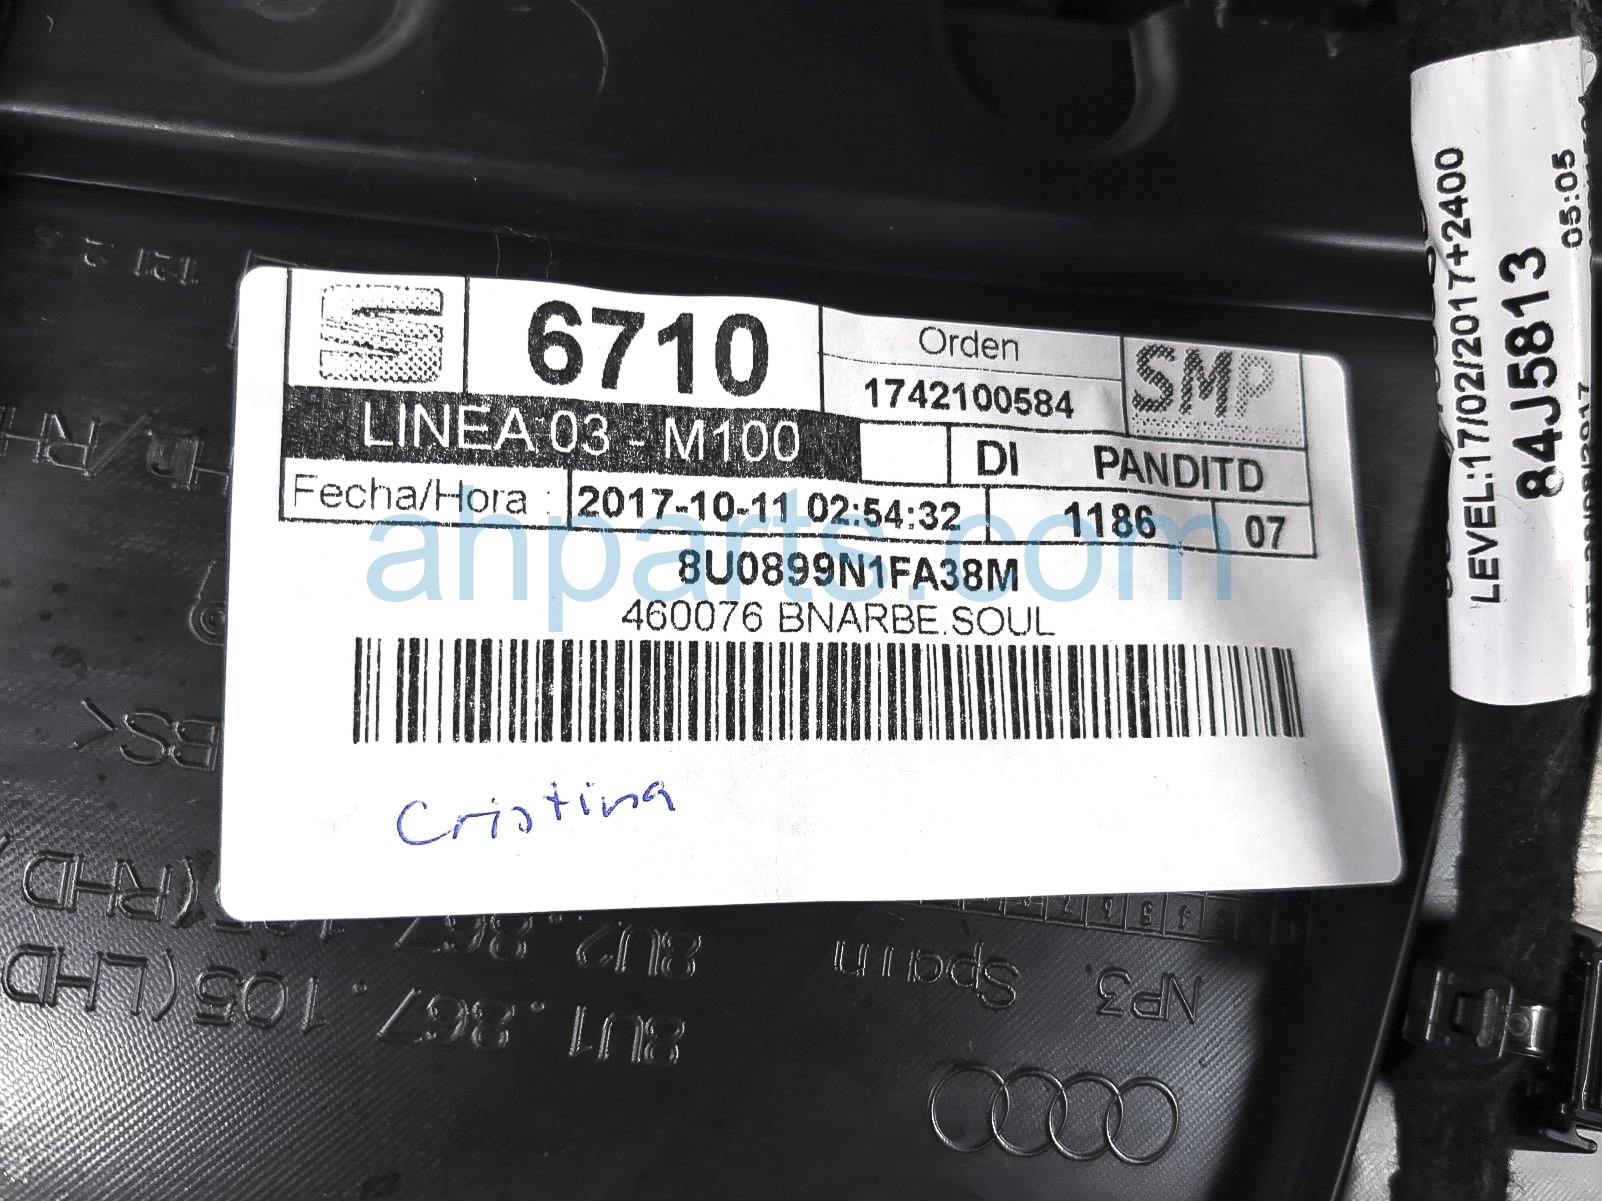 6710
Orden
1742100584
SMP
LINEA:03 - M100
DI PANDITD
Fecha/Hora :
2017-10-11 02:54:32
1186
07
8U0899N1FA38M
460076 BNARBE.SOUL
Cristina
ahparts.com
LEVEL:17/02/2017+2400
84J5813
05:05
NP3. Spain
8U2.867.105(RHD
8U1.867.105(LHD